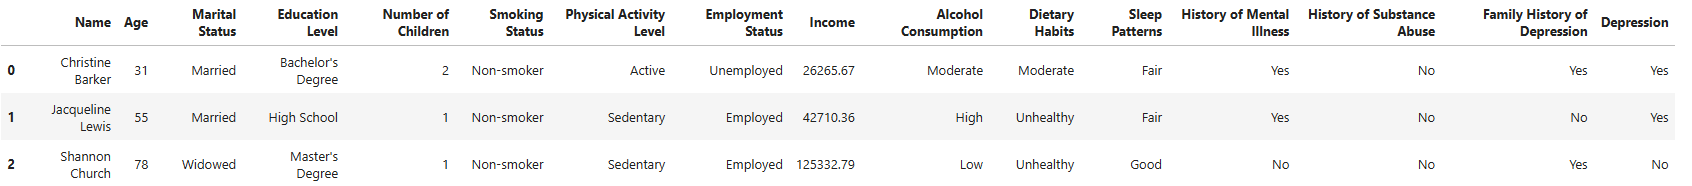 Name Age Marital Status Education Level Number of Children Smoking Status Physical Activity Level Employment Status Income Alcohol Consumption Dietary Habits Sleep Patterns History of Mental Illness History of Substance Abuse Family History of Depression Depression
0 Christine Barker 31 Married Bachelor's Degree 2 Non-smoker Active Unemployed 26265.67 Moderate Moderate Fair Yes No Yes Yes
1 Jacqueline Lewis 55 Married High School 1 Non-smoker Sedentary Employed 42710.36 High Unhealthy Fair Yes No No Yes
2 Shannon Church 78 Widowed Master's Degree 1 Non-smoker Sedentary Employed 125332.79 Low Unhealthy Good No No Yes No